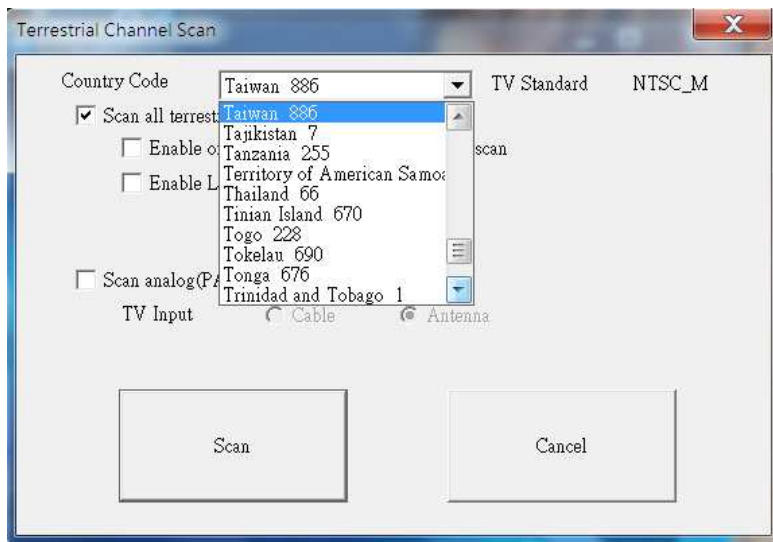 Terrestrial Channel Scan
Country Code Taiwan 886 TV Standard NTSC_M
Scan all terrest
Taiwan 886
Tajikistan 7
Enable scan
Tanzania 255
Territory of American Samoa
Enable
Thailand 66
Tinian Island 670
Togo 228
Tokelau 690
Scan analog(PA
Tonga 676
Trinidad and Tobago 1
TV Input Cable Antenna
Scan Cancel